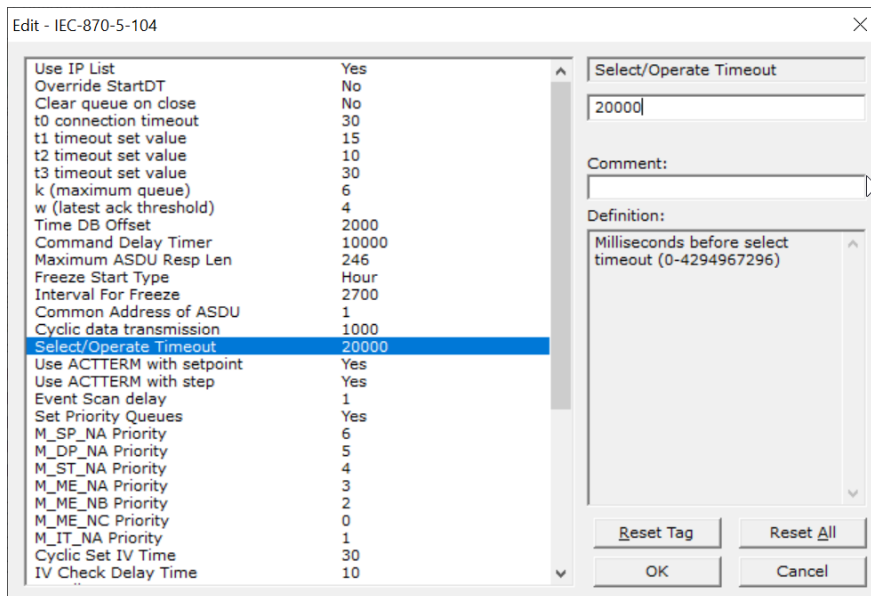 Edit - IEC-870-5-104
Use IP List Yes
Override StartDT No
Clear queue on close No
t0 connection timeout 30
t1 timeout set value 15
t2 timeout set value 10
t3 timeout set value 30
k (maximum queue) 6
w (latest ack threshold) 4
Time DB Offset 2000
Command Delay Timer 10000
Maximum ASDU Resp Len 246
Freeze Start Type Hour
Interval For Freeze 2700
Common Address of ASDU 1
Cyclic data transmission 1000
Select/Operate Timeout 20000
Use ACTTERM with setpoint Yes
Use ACTTERM with step Yes
Event Scan delay 1
Set Priority Queues Yes
M_SP_NA Priority 6
M_DP_NA Priority 5
M_ST_NA Priority 4
M_ME_NA Priority 3
M_ME_NB Priority 2
M_ME_NC Priority 0
M_IT_NA Priority 1
Cyclic Set IV Time 30
IV Check Delay Time 10
Select/Operate Timeout
20000
Comment:
Definition:
Milliseconds before select
timeout (0-4294967296)
Reset Tag Reset All
OK Cancel